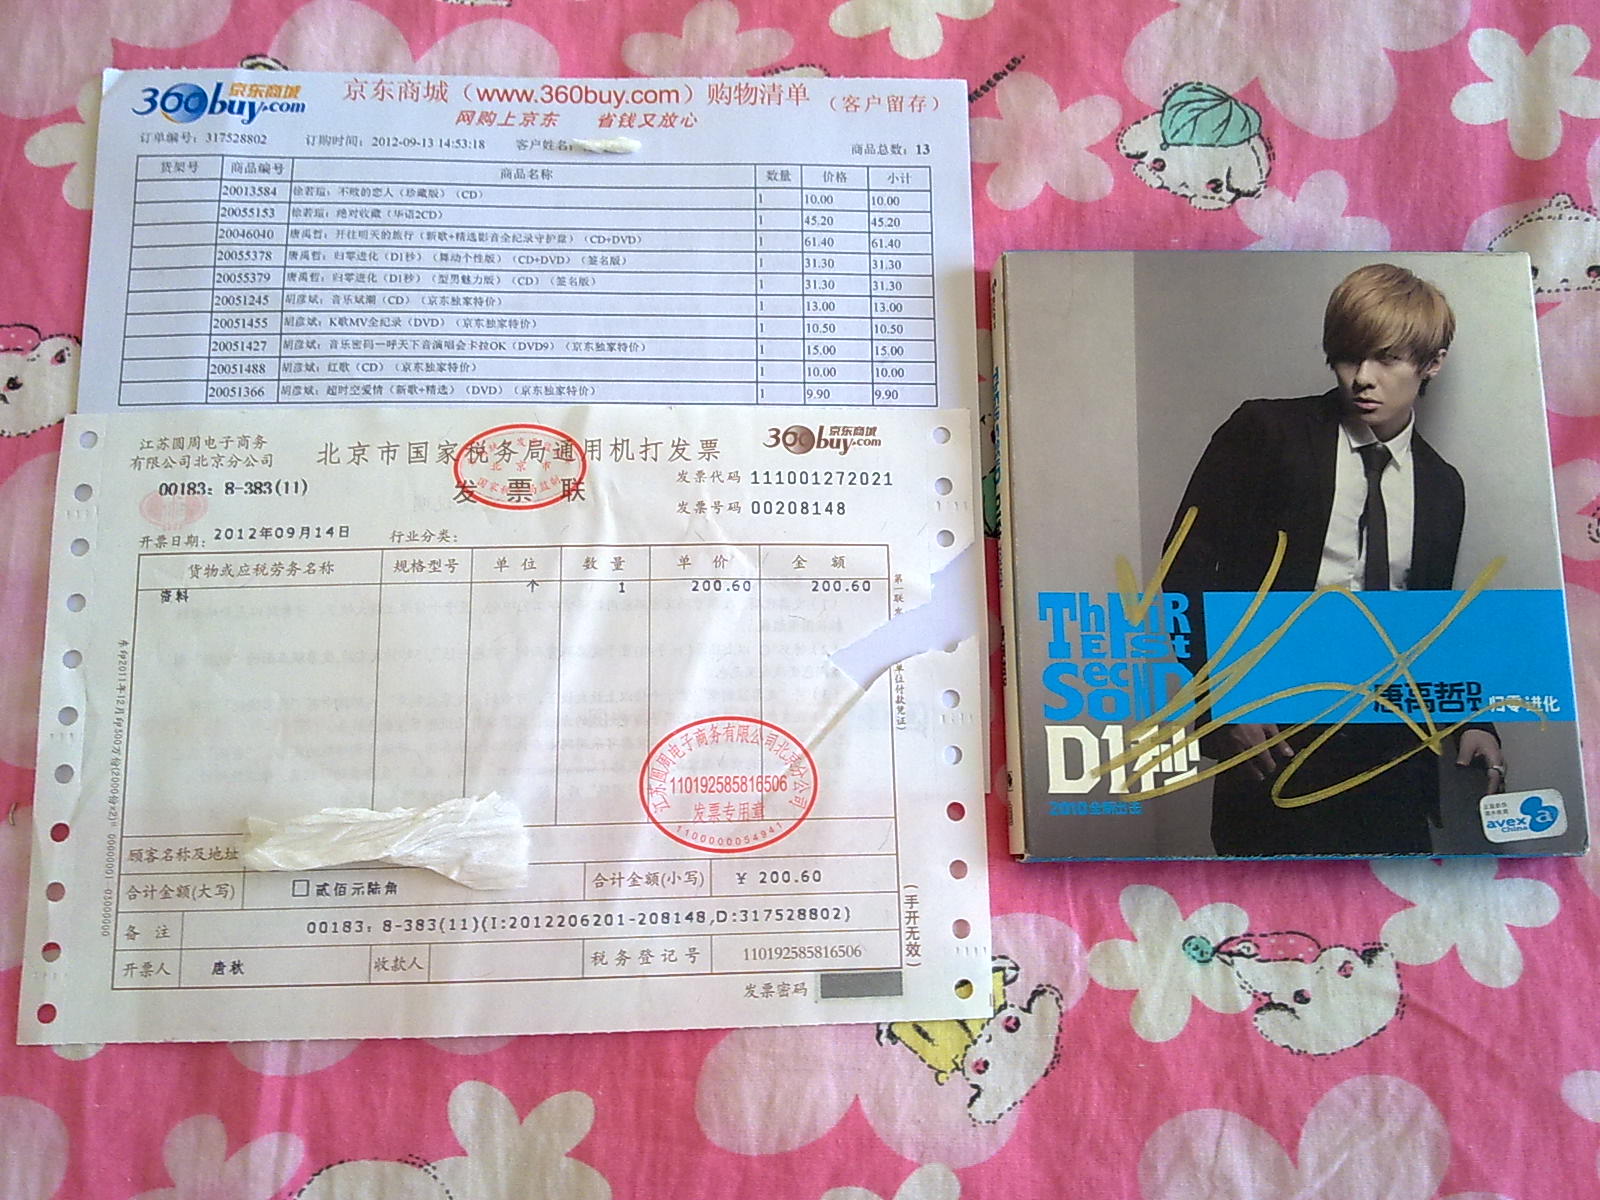 360buy.com 京东商城
京东商城（www.360buy.com）购物清单 （客户留存）
网购上京东 省钱又放心
订单编号：317528802 订购时间：2012-09-13 14:53:18 客户姓名： 商品总数：13
货架号 商品编号 商品名称 数量 价格 小计
20013584 徐若瑄：不败的恋人（珍藏版）（CD） 1 10.00 10.00
20055153 徐若瑄：绝对收藏（华语2CD） 1 45.20 45.20
20046040 唐禹哲：开往明天的旅行（新歌+精选影音全纪录守护盘）（CD+DVD） 1 61.40 61.40
20055378 唐禹哲：归零进化（D1秒）（舞动个性版）（CD+DVD）（签名版） 1 31.30 31.30
20055379 唐禹哲：归零进化（D1秒）（型男魅力版）（CD）（签名版） 1 31.30 31.30
20051245 胡彦斌：音乐斌潮（CD）（京东独家特价） 1 13.00 13.00
20051455 胡彦斌：K歌MV全纪录（DVD）（京东独家特价） 1 10.50 10.50
20051427 胡彦斌：音乐密码一呼天下音演唱会卡拉OK（DVD9）（京东独家特价） 1 15.00 15.00
20051488 胡彦斌：红歌（CD）（京东独家特价） 1 10.00 10.00
20051366 胡彦斌：超时空爱情（新歌+精选）（DVD）（京东独家特价） 1 9.90 9.90
江苏圆周电子商务
有限公司北京分公司
北京市国家税务局通用机打发票
360buy.com 京东商城
发票联
00183: 8-383(11)
发票代码 111001272021
发票号码 00208148
开票日期： 2012年09月14日 行业分类：
货物或应税劳务名称 规格型号 单位 数量 单价 金额
资料 个 1 200.60 200.60
江苏圆周电子商务有限公司北京分公司
110192585816506
发票专用章
1100000054941
顾客名称及地址
合计金额(大写) 贰佰元陆角 合计金额(小写) ￥ 200.60
备注 00183: 8-383(11)(I:2012206201-208148,D:317528802)
开票人 唐秋 收款人 税务登记号 110192585816506
发票密码
(手开无效)
The First
Second
D1秒
2010全新出击
唐禹哲DT 归零·进化
avex China